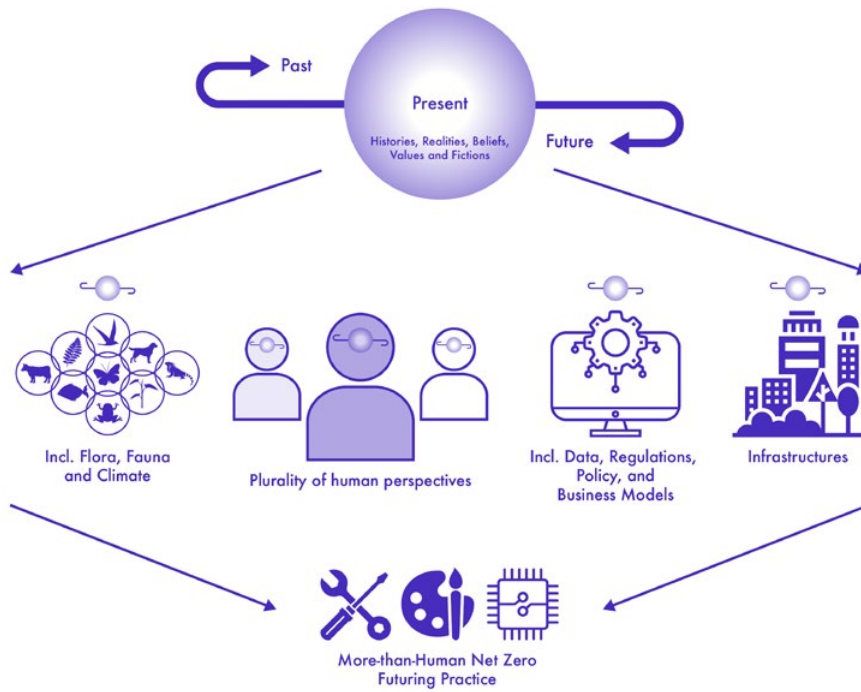 Past
Present
Histories, Realities, Beliefs,
Values and Fictions
Future
Incl. Flora, Fauna
and Climate
Plurality of human perspectives
Incl. Data, Regulations,
Policy, and
Business Models
Infrastructures
More-than-Human Net Zero
Futuring Practice